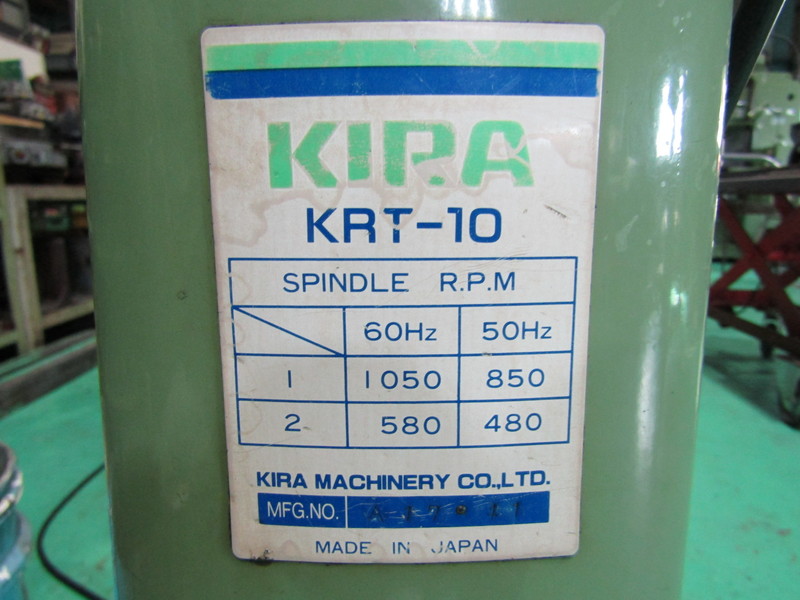 KIRA
KRT-10
SPINDLE R.P.M
60Hz 50Hz
1 1050 850
2 580 480
KIRA MACHINERY CO.,LTD.
MFG.NO.
MADE IN JAPAN